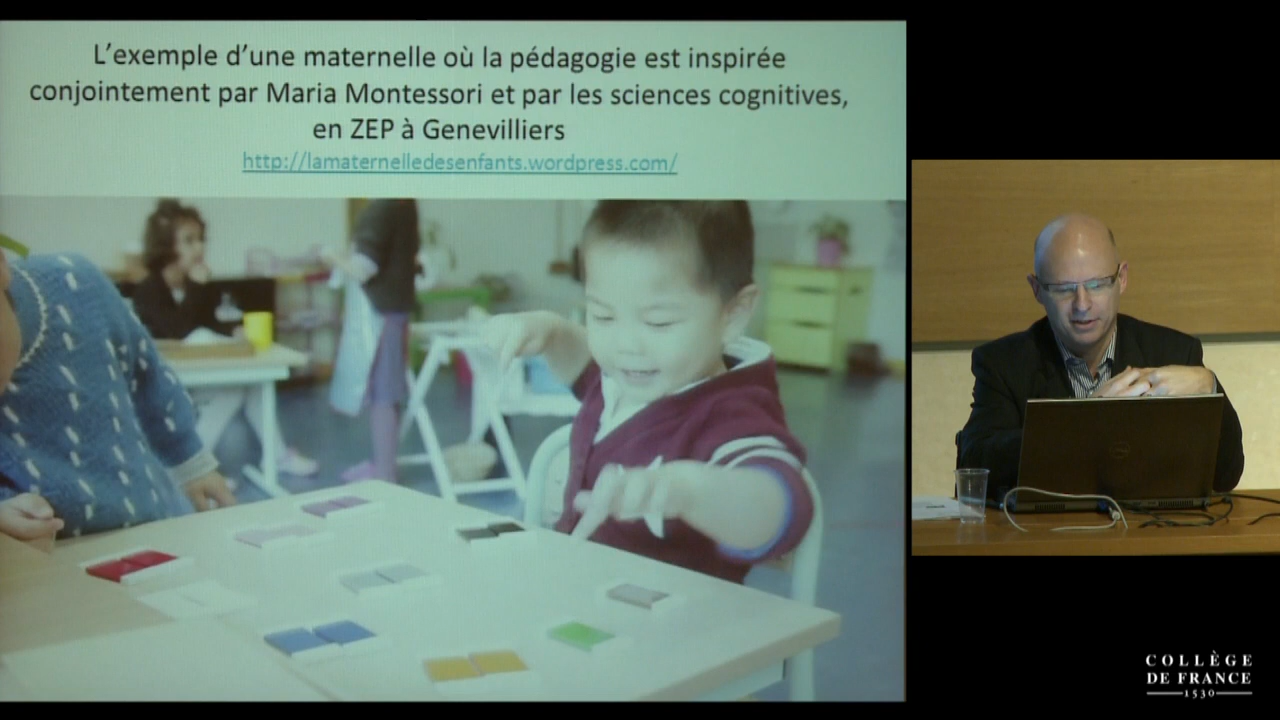 L'exemple d'une maternelle où la pédagogie est inspirée
conjointement par Maria Montessori et par les sciences cognitives,
en ZEP à Genevilliers
http://lamaternelledesenfants.wordpress.com/
COLLÈGE
DE FRANCE
1530